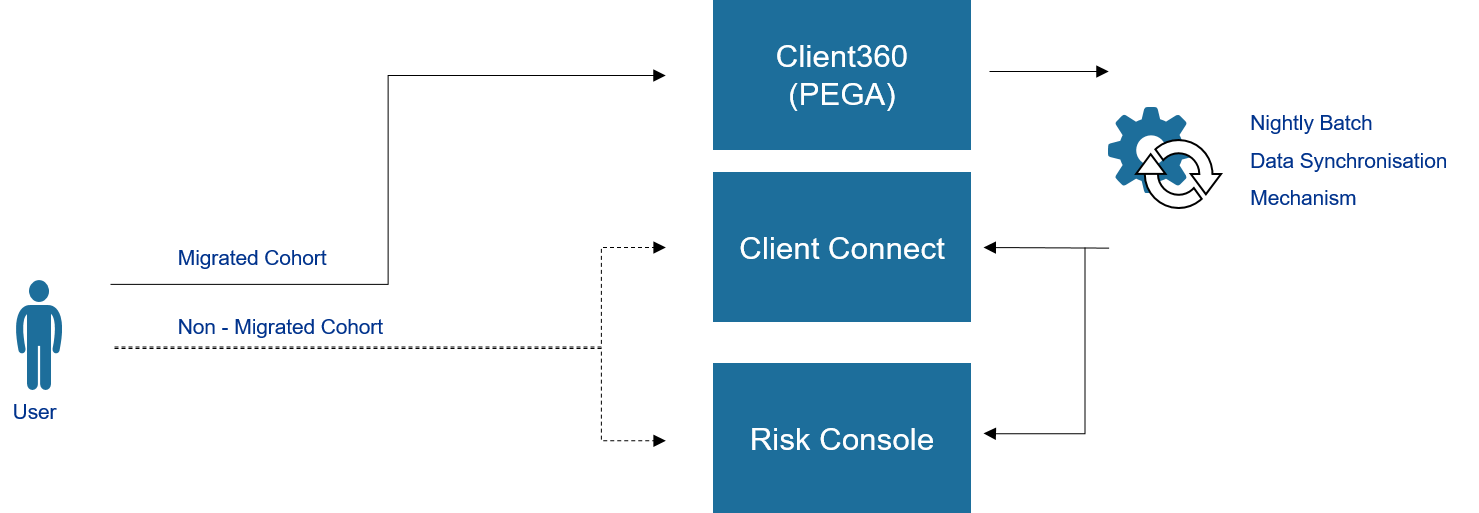 Client360
(PEGA)
Nightly Batch
Data Synchronisation
Mechanism
Client Connect
Migrated Cohort
Non - Migrated Cohort
User
Risk Console